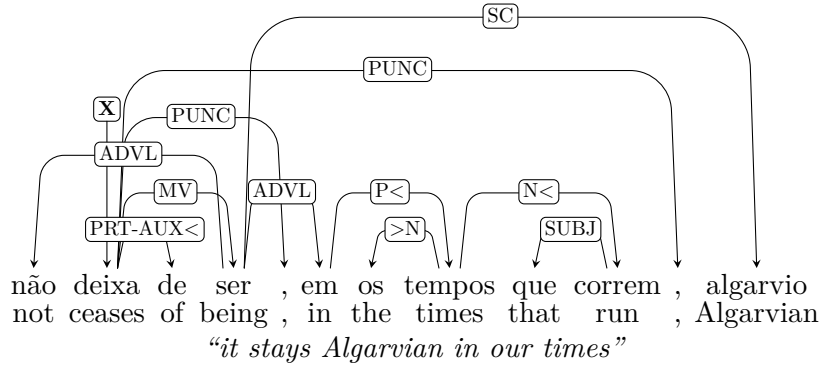 SC
PUNC
X
PUNC
ADVL
MV ADVL P< N<
PRT-AUX< >N SUBJ
não deixa de ser , em os tempos que correm , algarvio
not ceases of being , in the times that run , Algarvian
“it stays Algarvian in our times”